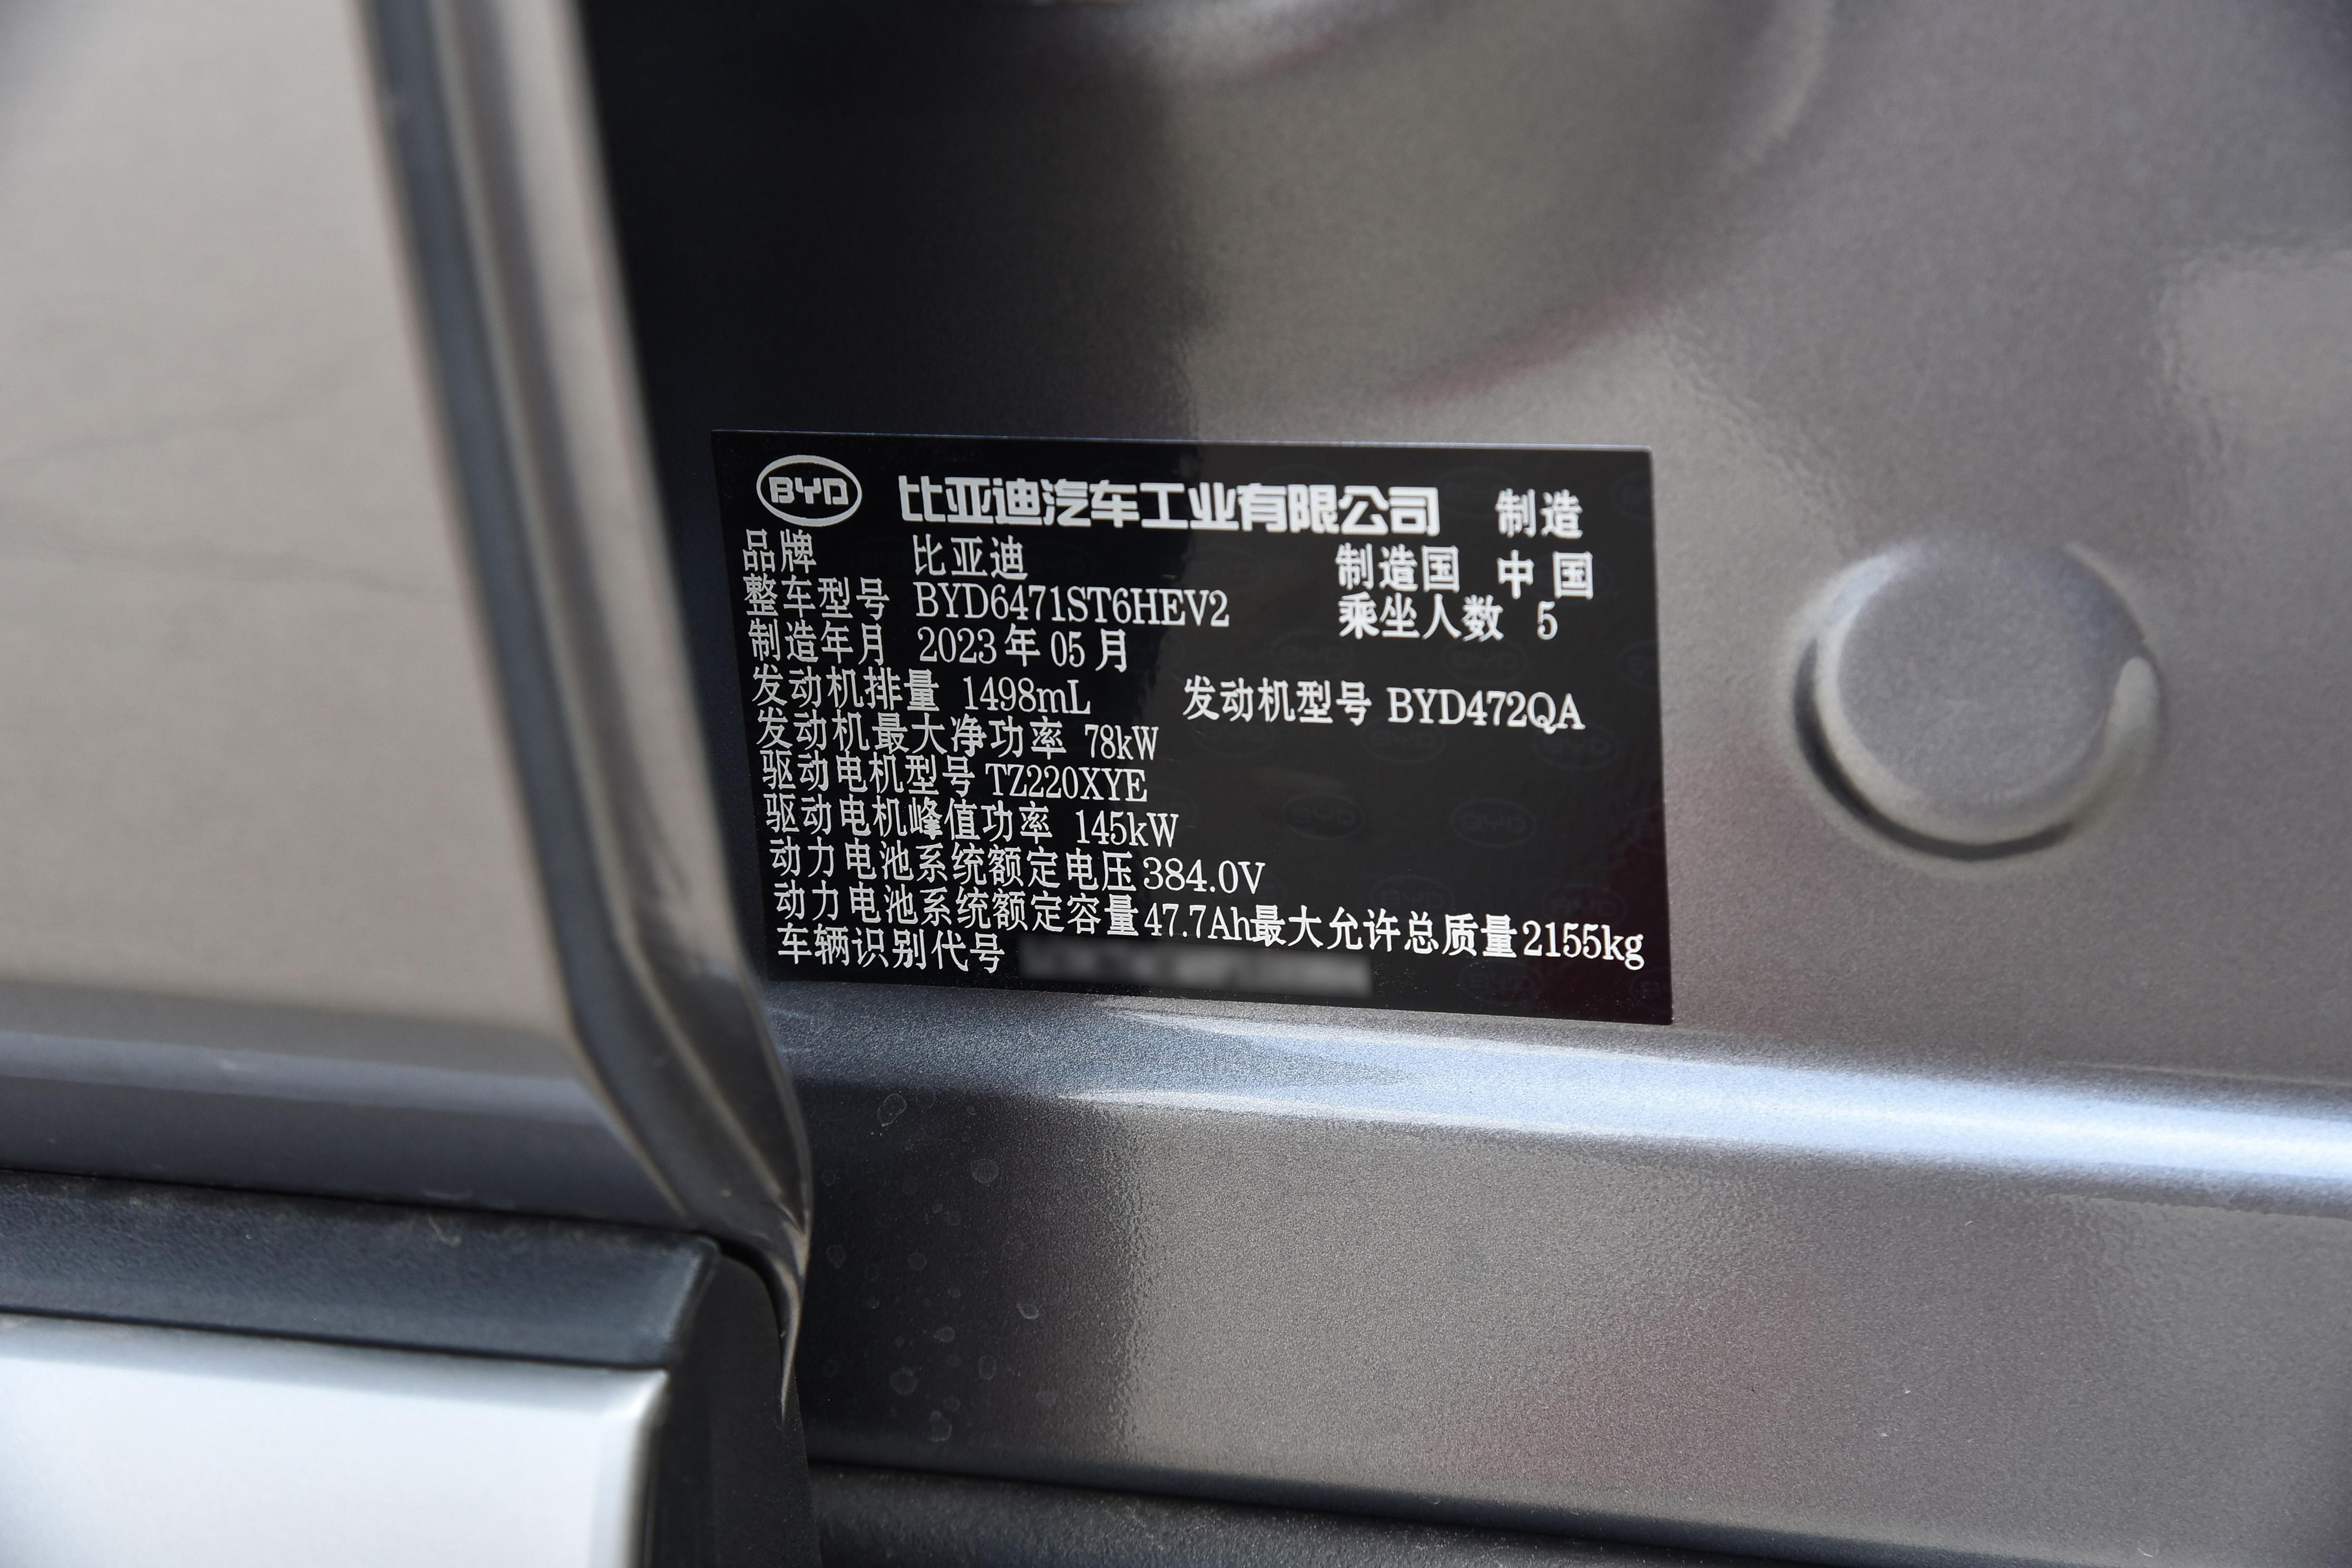 BYD 比亚迪汽车工业有限公司 制造
品牌 比亚迪 制造国 中国
整车型号 BYD6471ST6HEV2 乘坐人数 5
制造年月 2023年05月
发动机排量 1498mL 发动机型号 BYD472QA
发动机最大净功率 78kW
驱动电机型号 TZ220XYE
驱动电机峰值功率 145kW
动力电池系统额定电压 384.0V
动力电池系统额定容量 47.7Ah 最大允许总质量 2155kg
车辆识别代号